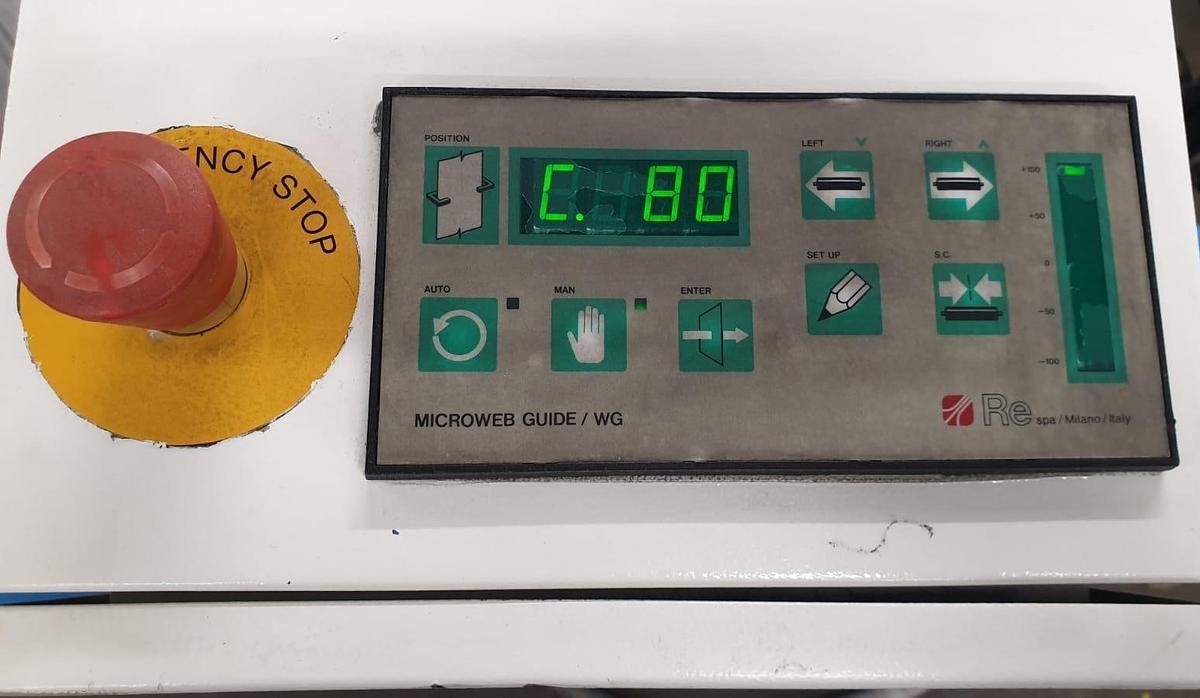 NCY STOP
POSITION
C. 80
LEFT
RIGHT
+100
+50
0
-50
-100
SET UP
S.C.
AUTO
MAN
ENTER
MICROWEB GUIDE / WG
Re spa / Milano / Italy